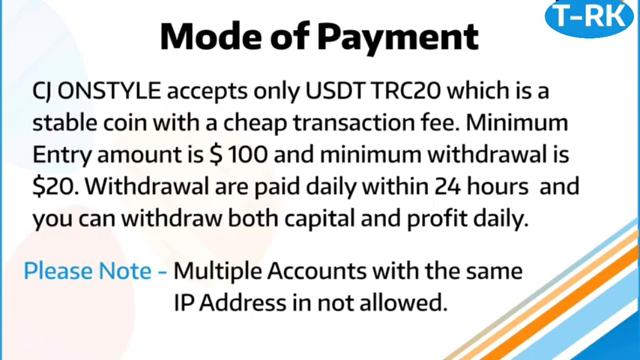 T-RK
Mode of Payment
CJ ONSTYLE accepts only USDT TRC20 which is a
stable coin with a cheap transaction fee. Minimum
Entry amount is $ 100 and minimum withdrawal is
$20. Withdrawal are paid daily within 24 hours and
you can withdraw both capital and profit daily.
Please Note - Multiple Accounts with the same
IP Address in not allowed.